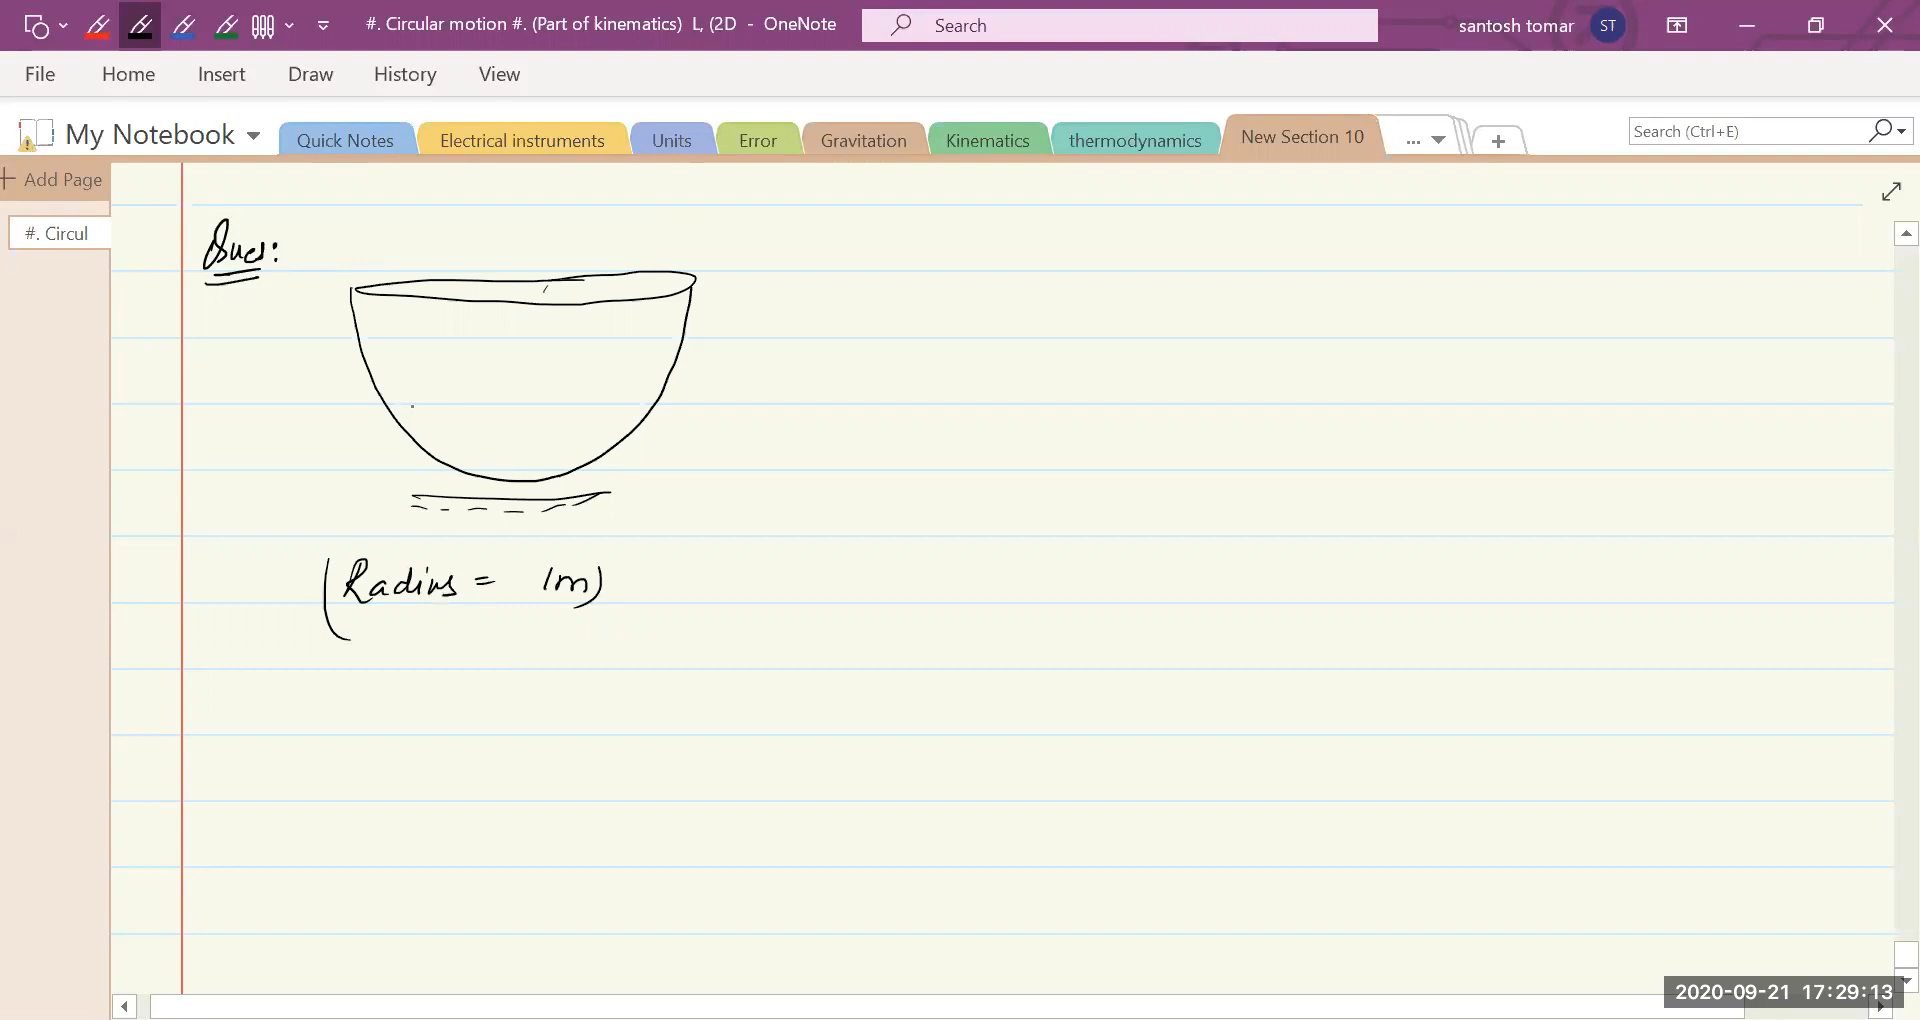 #. Circular motion #. (Part of kinematics) L, (2D - OneNote
Search
santosh tomar
ST
File Home Insert Draw History View
My Notebook
Quick Notes
Electrical instruments
Units
Error
Gravitation
Kinematics
thermodynamics
New Section 10
...
Search (Ctrl+E)
Add Page
#. Circul
Ques:
(Radius = 1m)
2020-09-21 17:29:13